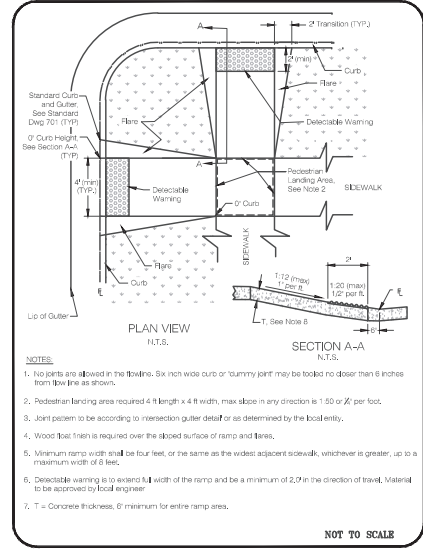 A
2' Transition (TYP.)
2' (min)
Curb
Flare
Standard Curb
and Gutter,
See Standard
Dwg 701 (TYP)
Flare
Detectable Warning
0" Curb Height,
See Section A-A
(TYP)
A
Pedestrian
Landing Area,
See Note 2
SIDEWALK
4' (min)
(TYP.)
Detectable
Warning
0" Curb
SIDEWALK
Flare
Curb
Lip of Gutter
PLAN VIEW
N.T.S.
2'
1:12 (max)
1" per ft.
1:20 (max)
1/2" per ft.
T, See Note 8
6"
SECTION A-A
N.T.S.
NOTES:
1. No joints are allowed in the flowline. Six inch wide curb or "dummy joint" may be tooled no closer than 6 inches
from flow line as shown.
2. Pedestrian landing area required 4 ft length x 4 ft width, max slope in any direction is 1:50 or ¼" per foot.
3. Joint pattern to be according to intersection gutter detail or as determined by the local entity.
4. Wood float finish is required over the sloped surface of ramp and flares.
5. Minimum ramp width shall be four feet, or the same as the widest adjacent sidewalk, whichever is greater, up to a
maximum width of 8 feet.
6. Detectable warning is to extend full width of the ramp and be a minimum of 2.0' in the direction of travel. Material
to be approved by local engineer
7. T = Concrete thickness, 6" minimum for entire ramp area.
NOT TO SCALE